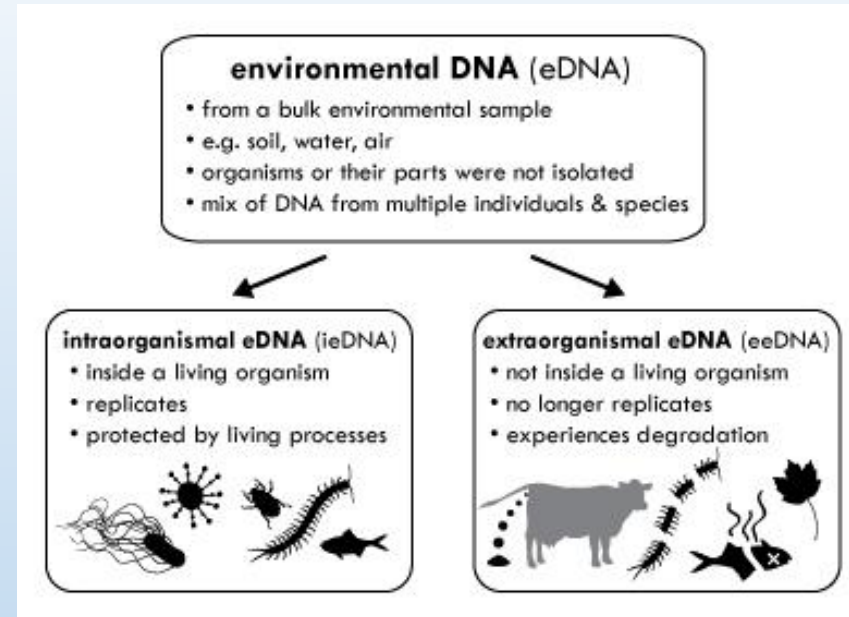 environmental DNA (eDNA)
• from a bulk environmental sample
• e.g. soil, water, air
• organisms or their parts were not isolated
• mix of DNA from multiple individuals & species
intraorganismal eDNA (ieDNA)
• inside a living organism
• replicates
• protected by living processes
extraorganismal eDNA (eeDNA)
• not inside a living organism
• no longer replicates
• experiences degradation